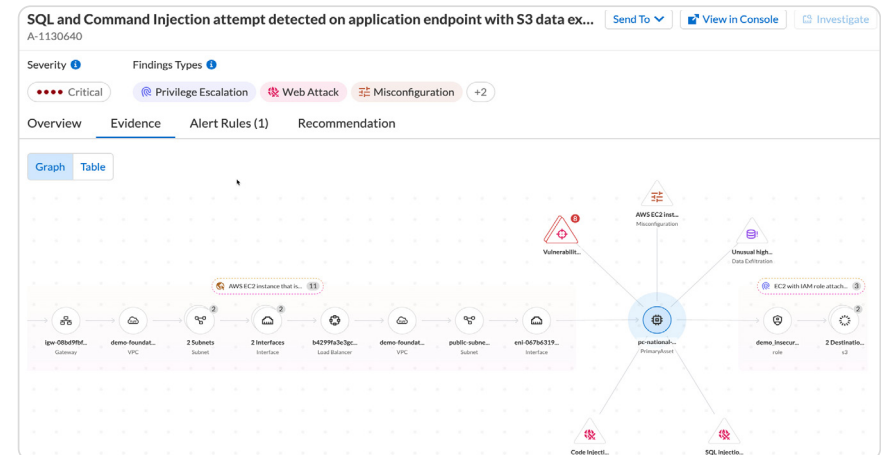 SQL and Command Injection attempt detected on application endpoint with S3 data ex...
Send To
View in Console
Investigate
A-1130640
Severity
Findings Types
Critical
Privilege Escalation
Web Attack
Misconfiguration
+2
Overview
Evidence
Alert Rules (1)
Recommendation
Graph
Table
AWS EC2 inst...
Misconfiguration
8
Vulnerabilit...
Unusual high...
Data Exfiltration
AWS EC2 instance that is... 11
EC2 with IAM role attach... 3
2
2
2
igw-08bd9fbf...
Gateway
demo-foundat...
VPC
2 Subnets
Subnet
2 Interfaces
Interface
b4299fa3e3gc...
Load Balancer
demo-foundat...
VPC
public-subne...
Subnet
eni-067b6319...
Interface
pc-national-...
PrimaryAsset
demo_insecur...
role
2 Destinatio...
s3
Code Injecti...
SQL Injectio...